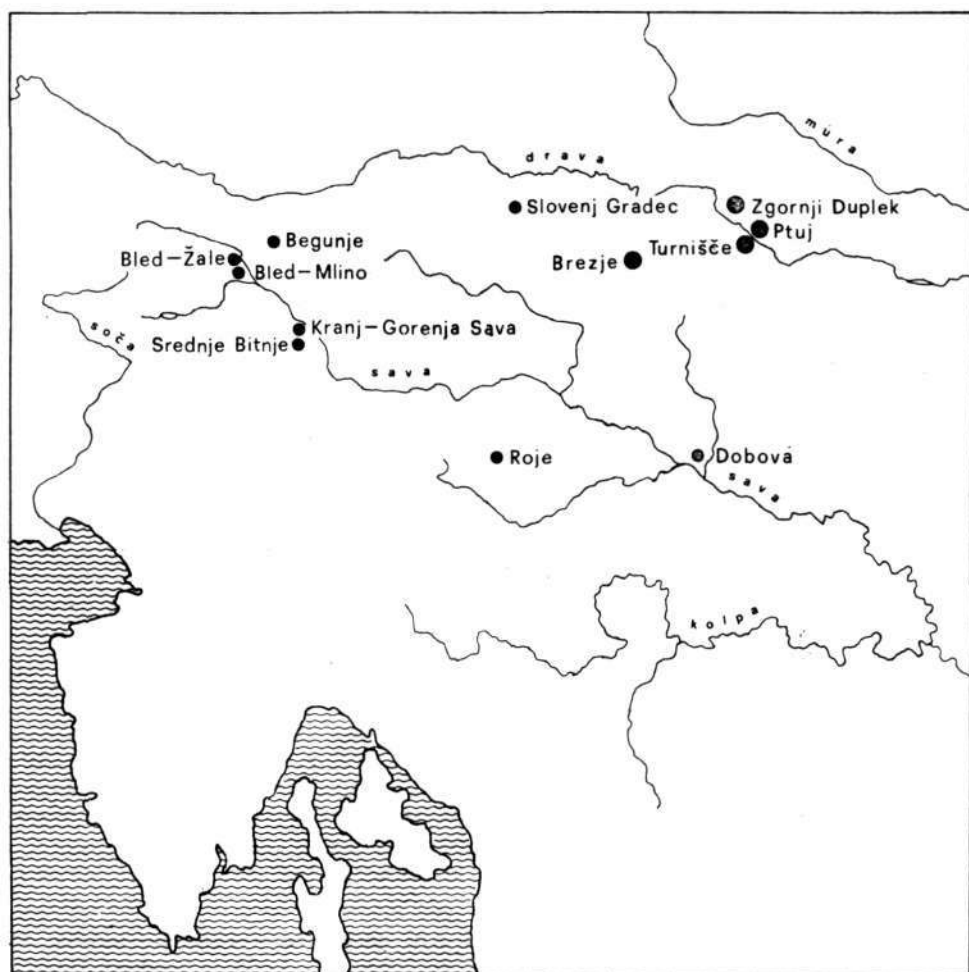 mura
drava
Slovenj Gradec
Zgornji Duplek
Ptuj
Turnišče
Brezje
Begunje
Bled–Žale
Bled–Mlino
soča
Kranj–Gorenja Sava
Srednje Bitnje
sava
Roje
Dobova
sava
kolpa